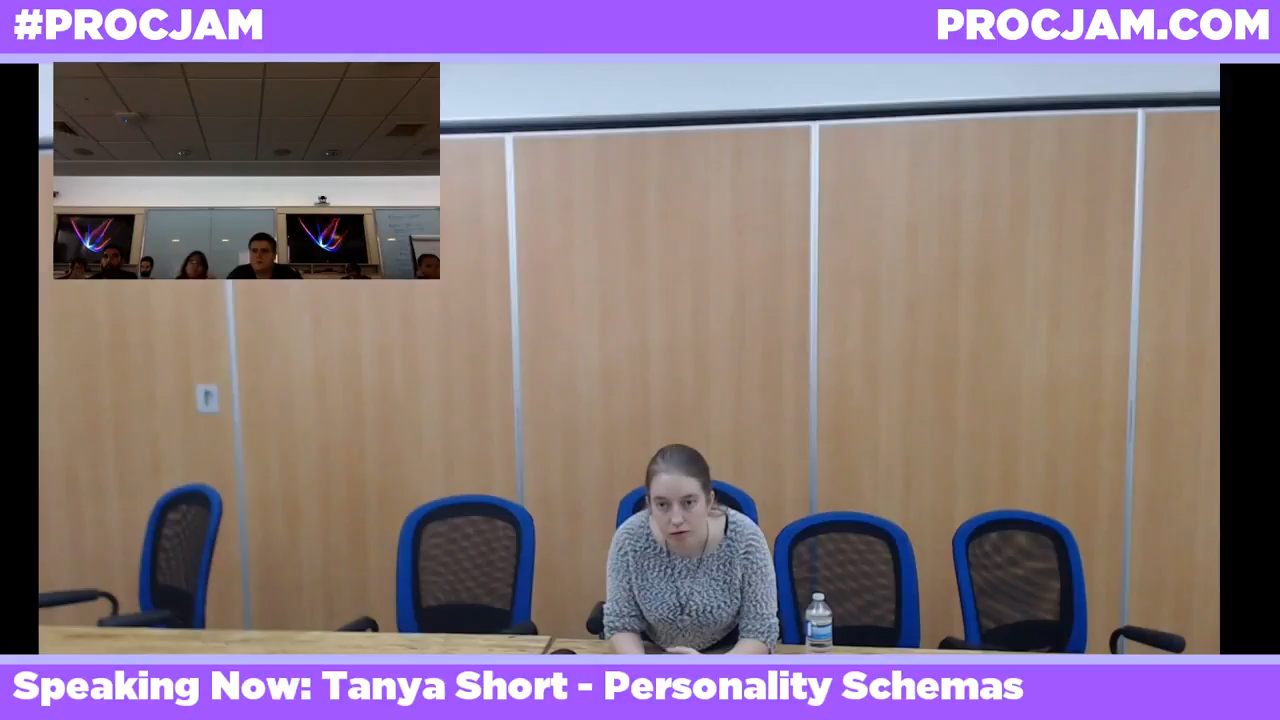 #PROCJAM
PROCJAM.COM
Speaking Now: Tanya Short - Personality Schemas